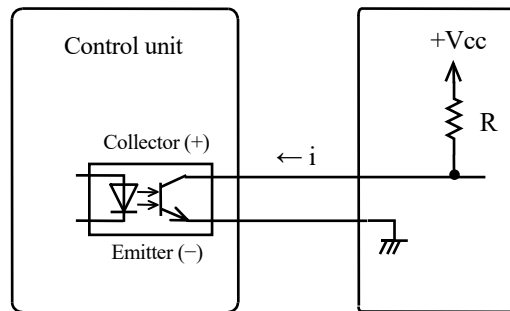 Control unit
+Vcc
R
Collector (+)
← i
Emitter (−)